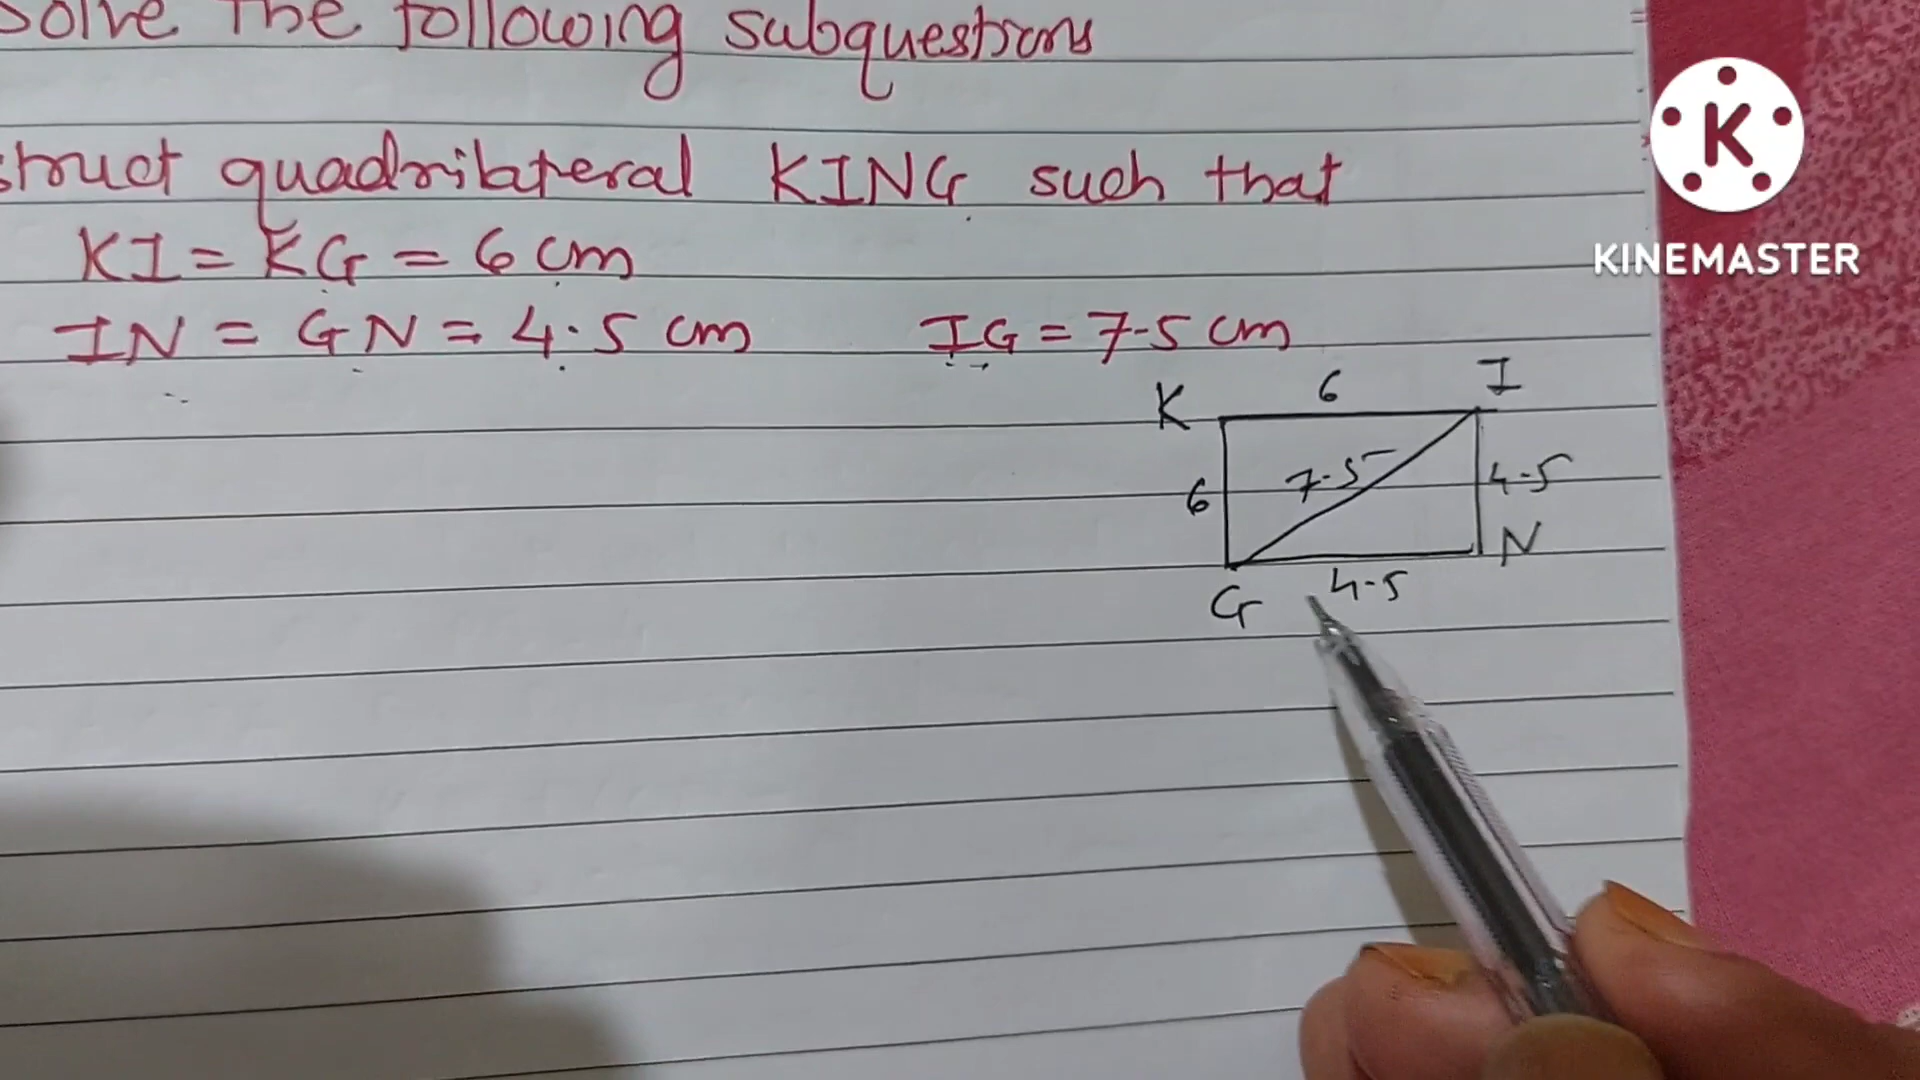 Solve The following subquestions
struct quadrilateral KING such that
KI = KG = 6 cm
IN = GN = 4.5 cm IG = 7.5 cm
K 6 I
6 7.5 4.5
N
G 4.5
K
KINEMASTER